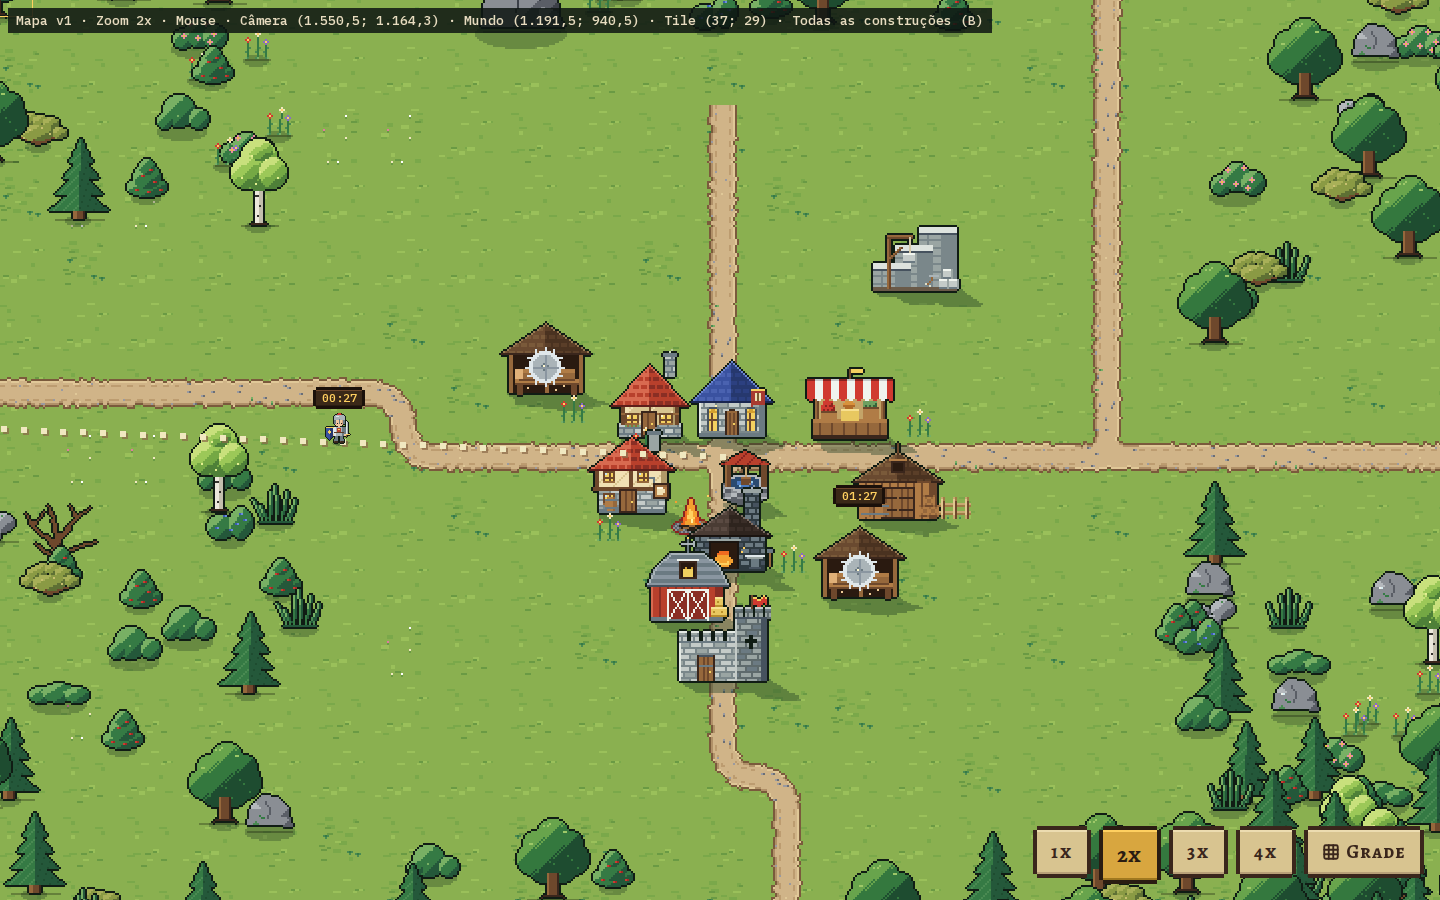 Mapa v1 · Zoom 2x · Mouse · Câmera (1.550,5; 1.164,3) · Mundo (1.191,5; 940,5) · Tile (37; 29) · Todas as construções (B)
00:27
01:27
1X
2X
3X
4X
Grade